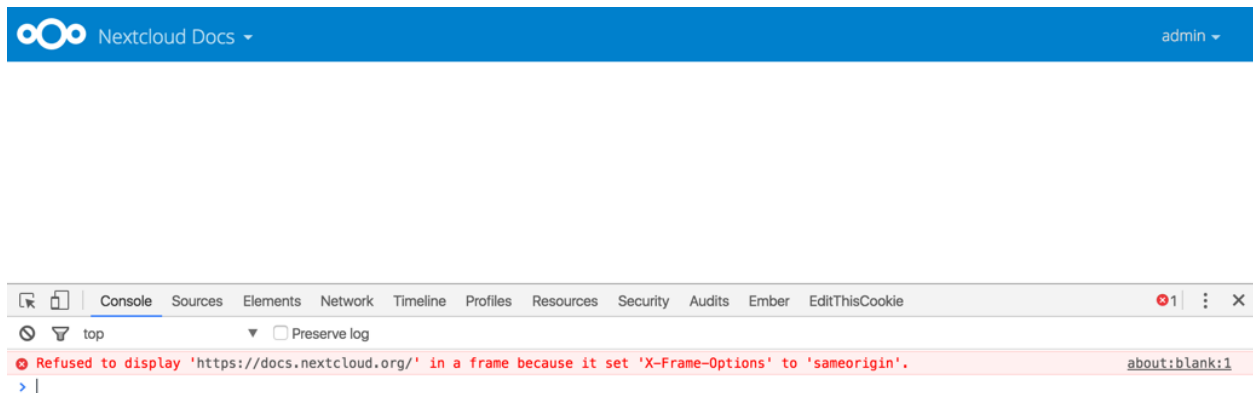 Nextcloud Docs admin
Console Sources Elements Network Timeline Profiles Resources Security Audits Ember EditThisCookie 1
top Preserve log
Refused to display 'https://docs.nextcloud.org/' in a frame because it set 'X-Frame-Options' to 'sameorigin'. about:blank:1